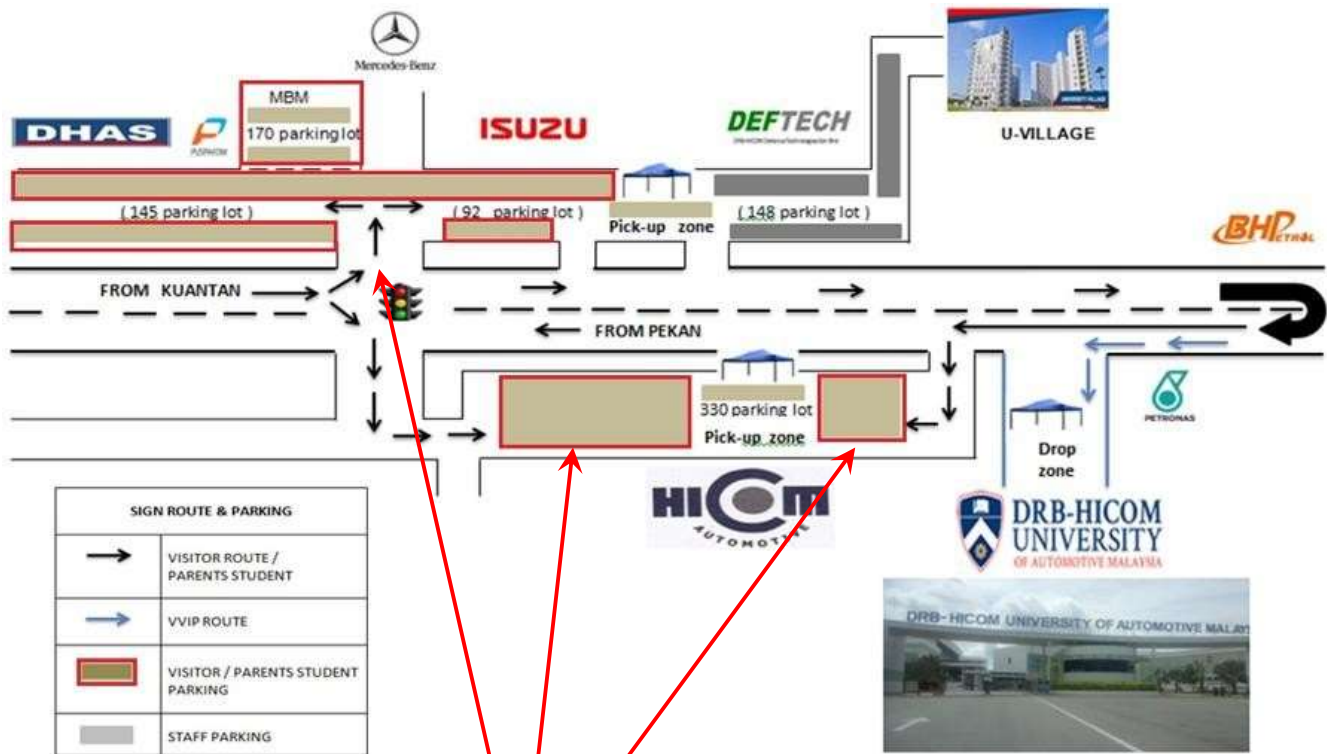 Mercedes-Benz
MBM
170 parking lot
DHAS
PUSPAKOM
ISUZU
DEFTECH
U-VILLAGE
( 145 parking lot )
( 92 parking lot )
Pick-up zone
( 148 parking lot )
BHPETROL
FROM KUANTAN
FROM PEKAN
330 parking lot
Pick-up zone
Drop
zone
PETRONAS
HICOM
AUTOMOTIVE
DRB-HICOM
UNIVERSITY
OF AUTOMOTIVE MALAYSIA
SIGN ROUTE & PARKING
VISITOR ROUTE /
PARENTS STUDENT
VVIP ROUTE
VISITOR / PARENTS STUDENT
PARKING
STAFF PARKING
DRB-HICOM UNIVERSITY OF AUTOMOTIVE MALAY